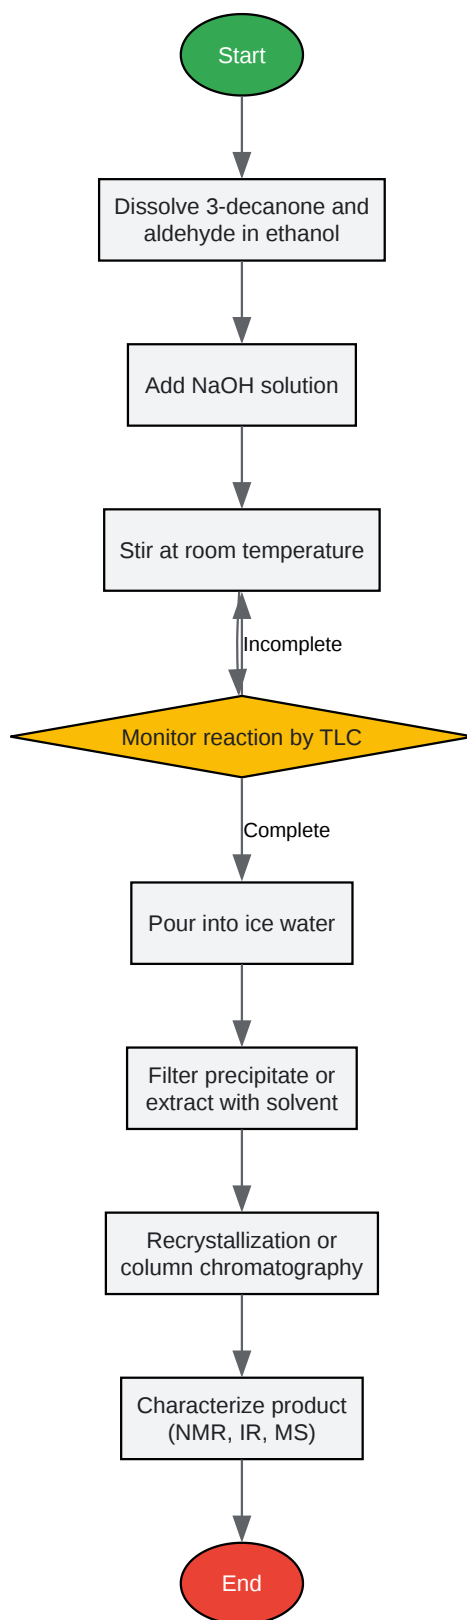 Start
Dissolve 3-decanone and
aldehyde in ethanol
Add NaOH solution
Stir at room temperature
Incomplete
Monitor reaction by TLC
Complete
Pour into ice water
Filter precipitate or
extract with solvent
Recrystallization or
column chromatography
Characterize product
(NMR, IR, MS)
End